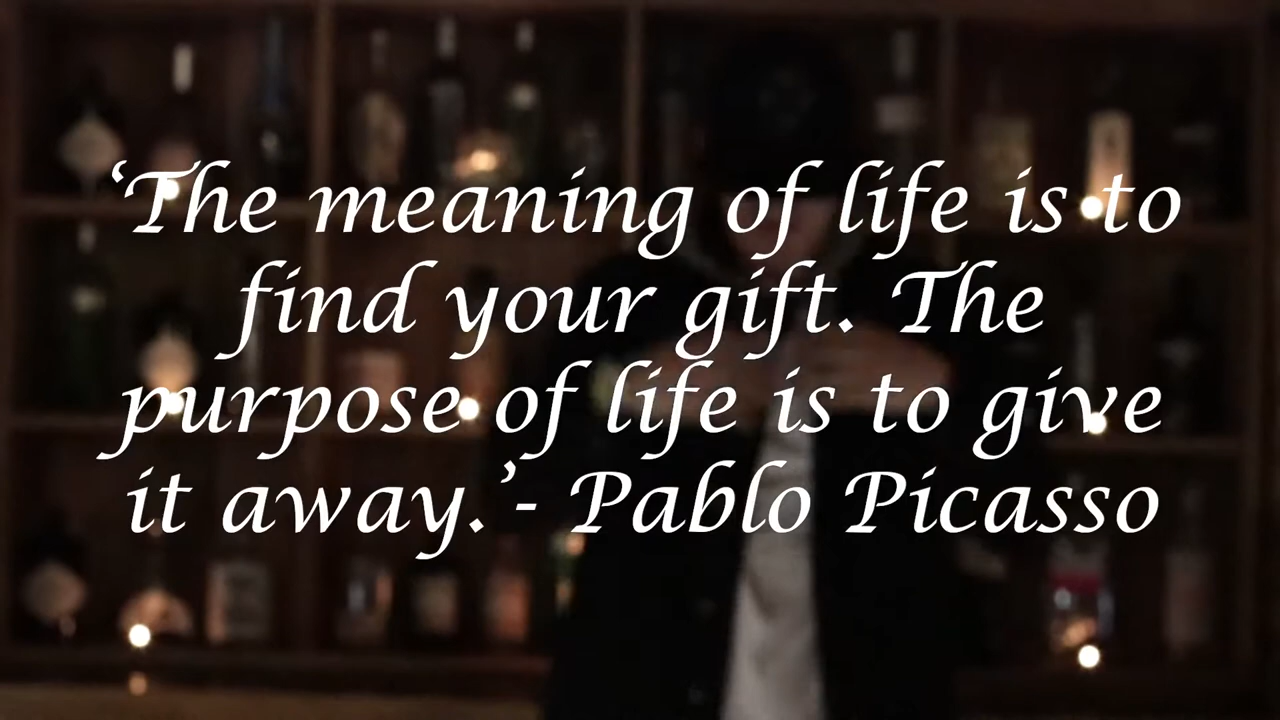 ‘The meaning of life is to
find your gift. The
purpose of life is to give
it away.’- Pablo Picasso